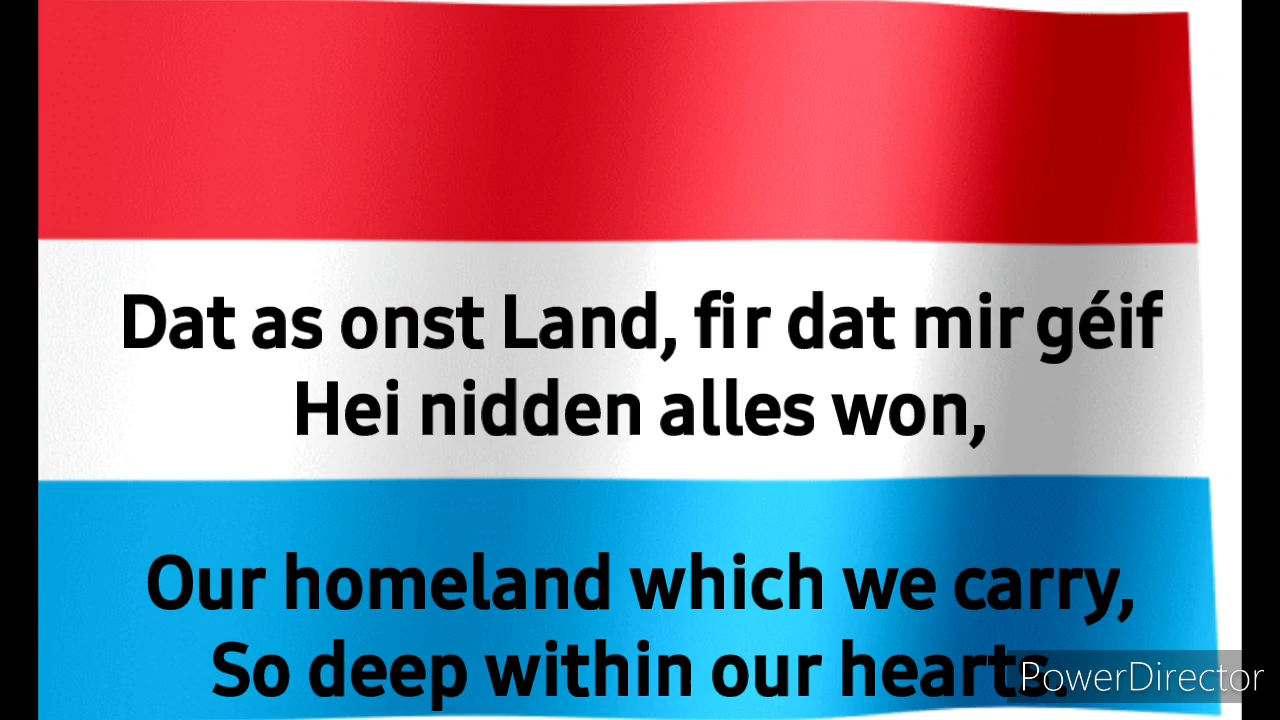 Dat as onst Land, fir dat mir géif
Hei nidden alles won,
Our homeland which we carry,
So deep within our hearts.
PowerDirector